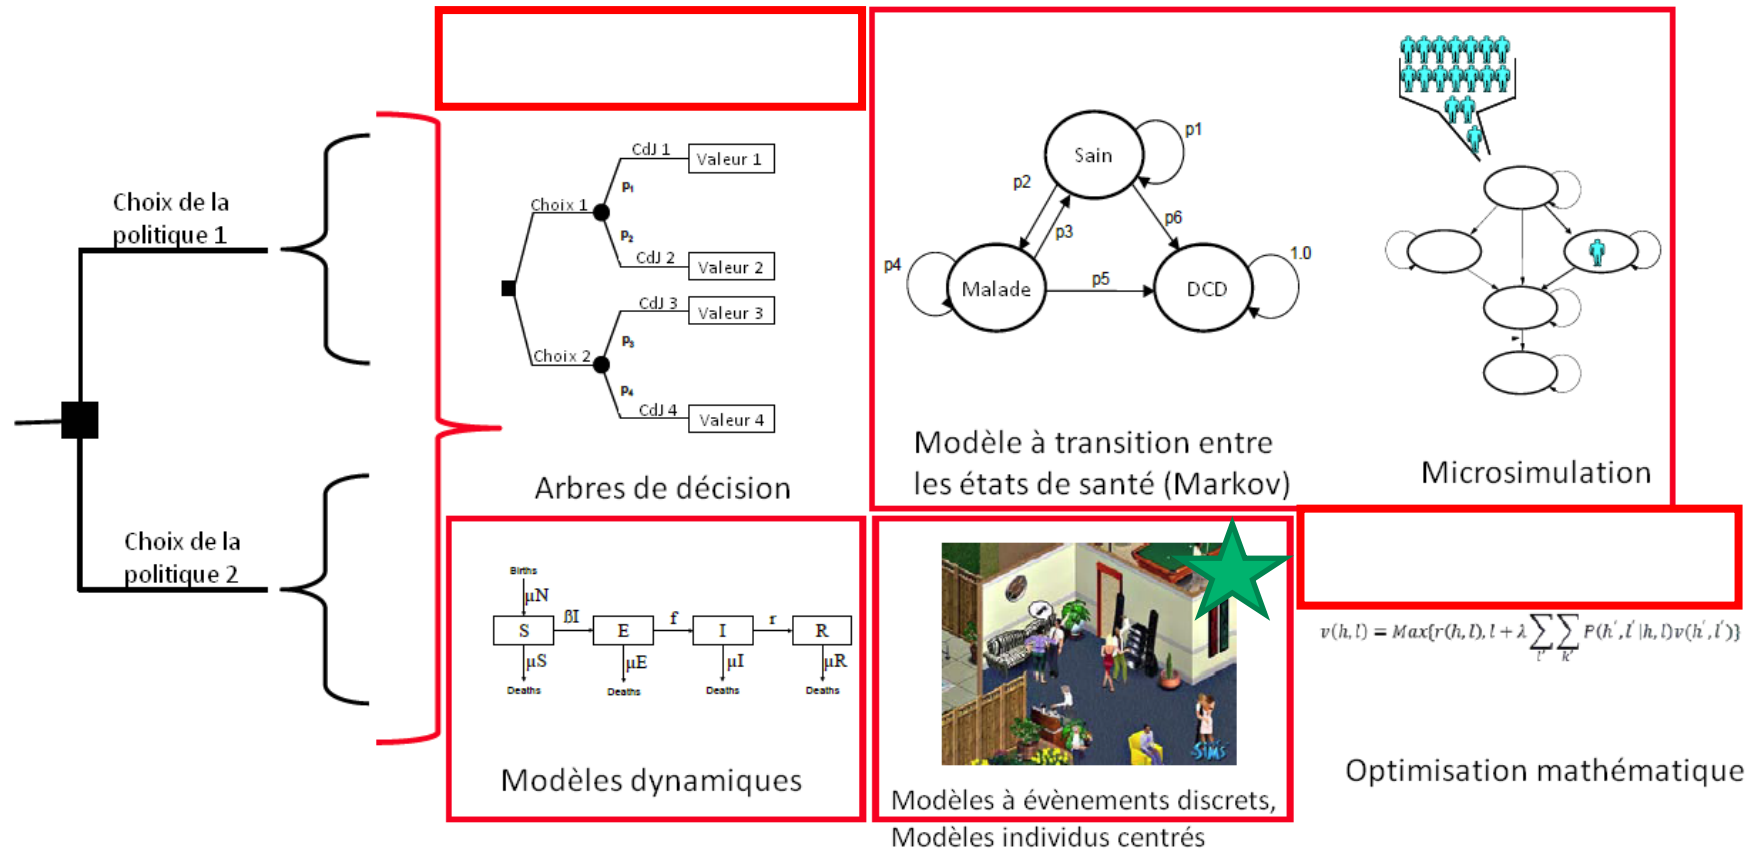 Choix de la
politique 1
Choix de la
politique 2
CdJ 1
Valeur 1
p₁
Choix 1
p₂
CdJ 2
Valeur 2
CdJ 3
Valeur 3
p₃
Choix 2
p₄
CdJ 4
Valeur 4
Arbres de décision
Sain
p1
p2
p3
p6
p4
Malade
p5
DCD
1.0
Modèle à transition entre
les états de santé (Markov)
Microsimulation
Births
μN
S
ßI
E
f
I
r
R
μS
μE
μI
μR
Deaths
Deaths
Deaths
Deaths
Modèles dynamiques
SIMS
Modèles à évènements discrets,
Modèles individus centrés
v(h,l) = Max{r(h,l), l + λ∑∑P(h′,l′|h,l)v(h′,l′)}
l′ h′
Optimisation mathématique